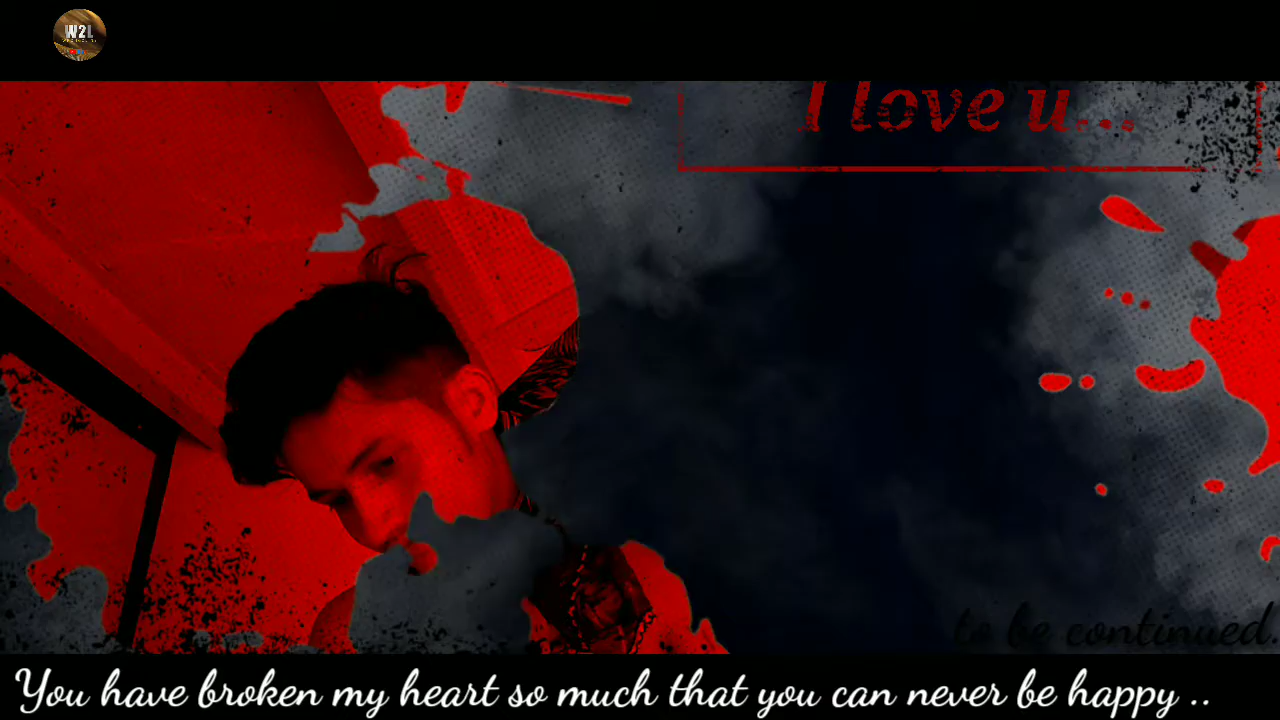 W2L
I love u...
to be continued.
You have broken my heart so much that you can never be happy ..